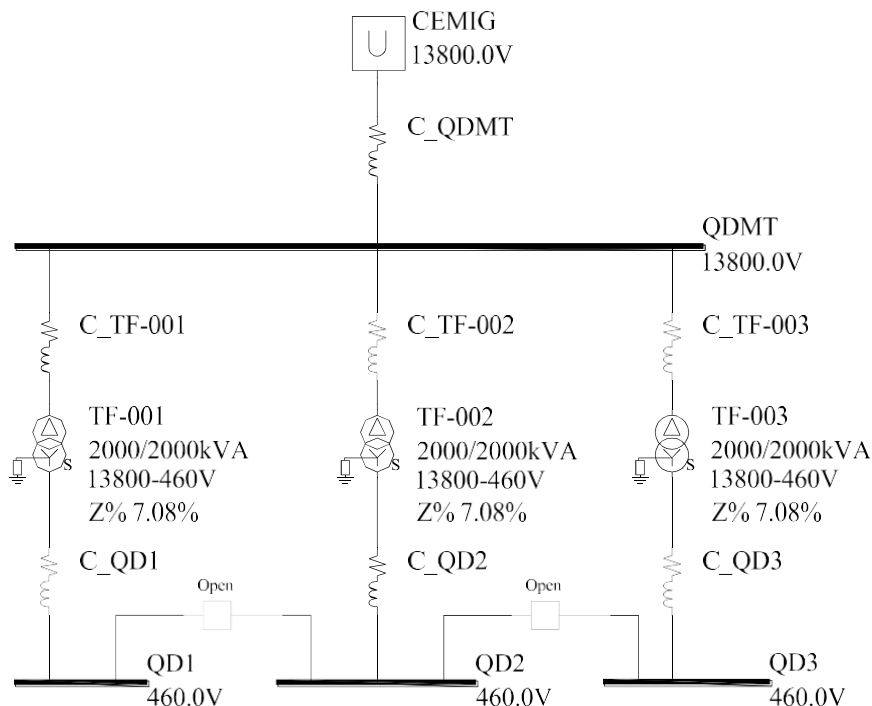 CEMIG
13800.0V
C_QDMT
QDMT
13800.0V
C_TF-001
C_TF-002
C_TF-003
TF-001
2000/2000kVA
13800-460V
Z% 7.08%
S
TF-002
2000/2000kVA
13800-460V
Z% 7.08%
S
TF-003
2000/2000kVA
13800-460V
Z% 7.08%
S
C_QD1
C_QD2
C_QD3
Open
Open
QD1
460.0V
QD2
460.0V
QD3
460.0V